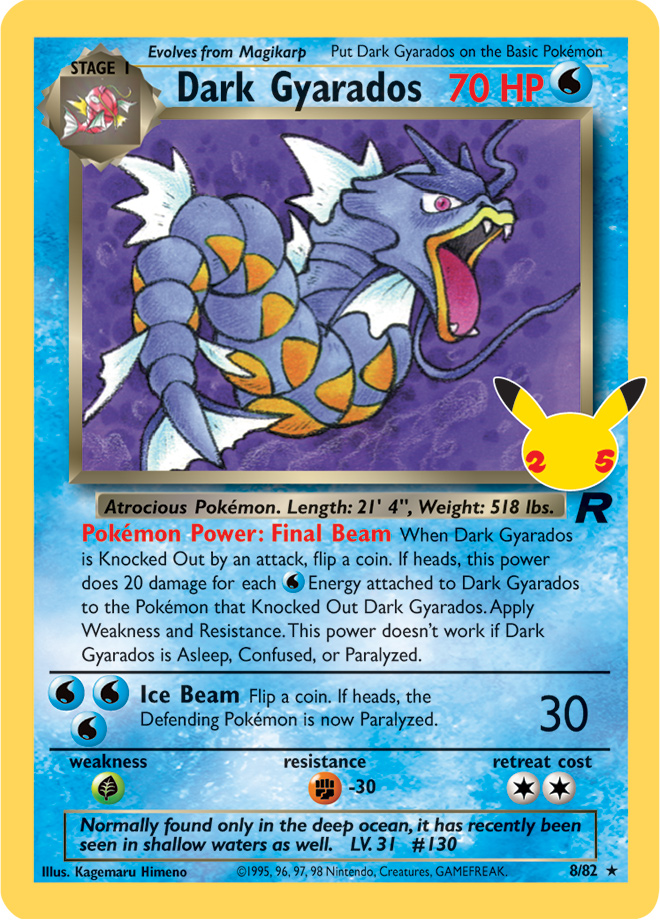 Evolves from Magikarp Put Dark Gyarados on the Basic Pokémon
STAGE 1
Dark Gyarados 70 HP
25
Atrocious Pokémon. Length: 21' 4", Weight: 518 lbs.
R
Pokémon Power: Final Beam When Dark Gyarados
is Knocked Out by an attack, flip a coin. If heads, this power
does 20 damage for each Energy attached to Dark Gyarados
to the Pokémon that Knocked Out Dark Gyarados. Apply
Weakness and Resistance. This power doesn't work if Dark
Gyarados is Asleep, Confused, or Paralyzed.
Ice Beam Flip a coin. If heads, the
Defending Pokémon is now Paralyzed.
30
weakness resistance retreat cost
-30
Normally found only in the deep ocean, it has recently been
seen in shallow waters as well. LV. 31 #130
Illus. Kagemaru Himeno ©1995, 96, 97, 98 Nintendo, Creatures, GAMEFREAK. 8/82 ★